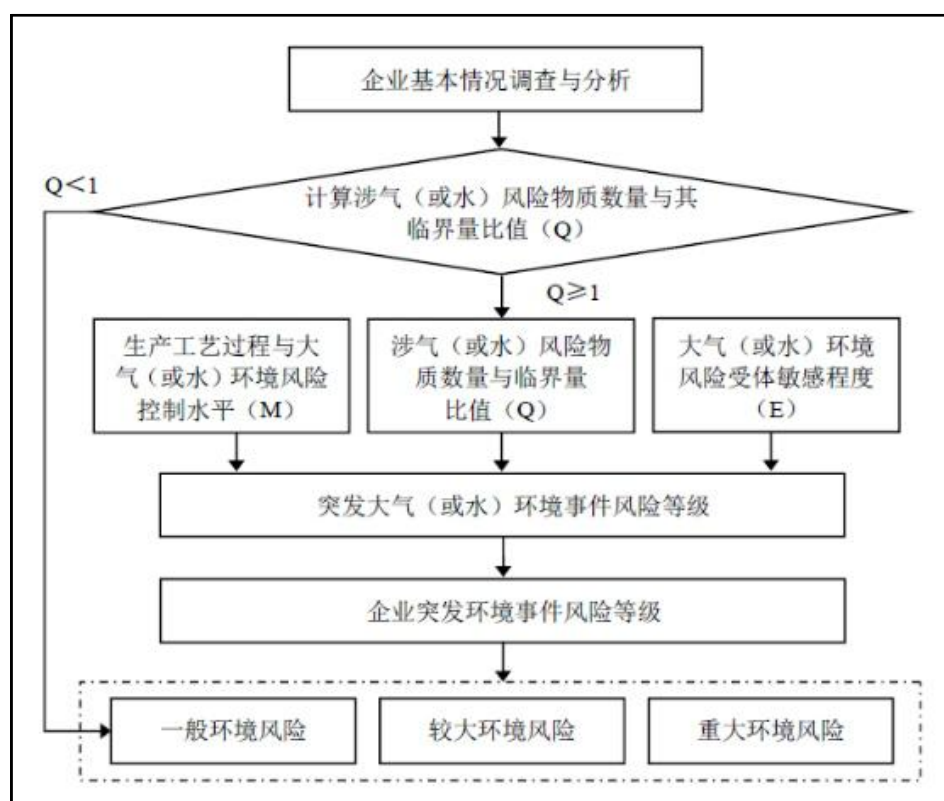 企业基本情况调查与分析
Q＜1
计算涉气（或水）风险物质数量与其
临界量比值（Q）
Q≥1
生产工艺过程与大
气（或水）环境风险
控制水平（M）
涉气（或水）风险物
质数量与临界量
比值（Q）
大气（或水）环境
风险受体敏感程度
（E）
突发大气（或水）环境事件风险等级
企业突发环境事件风险等级
一般环境风险
较大环境风险
重大环境风险